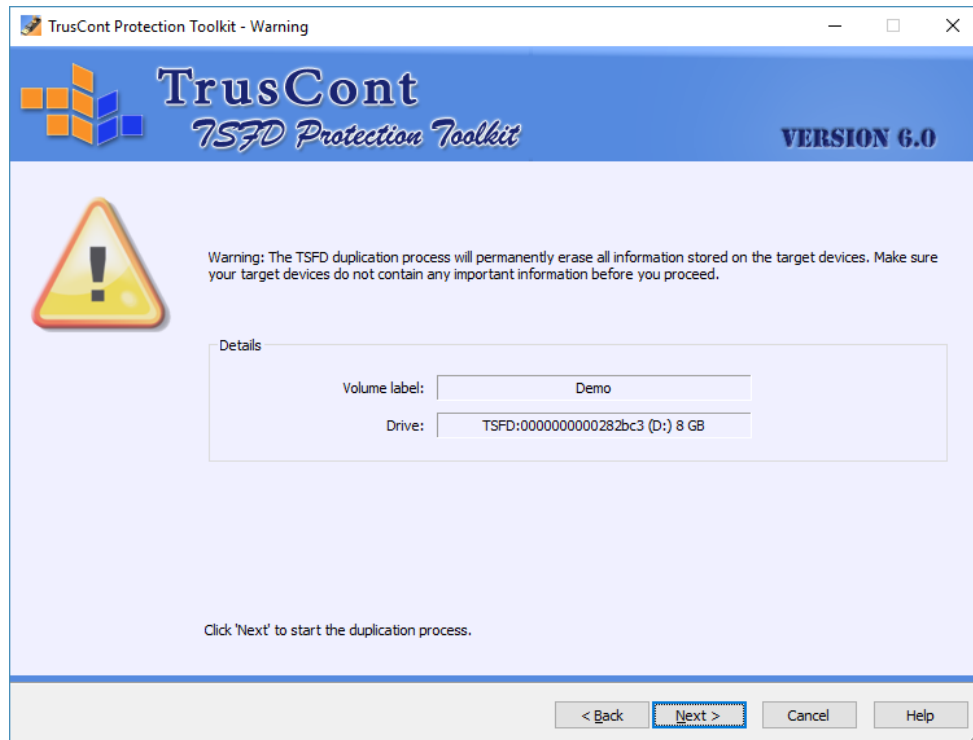 TrusCont Protection Toolkit - Warning
TrusCont
TSFD Protection Toolkit
VERSION 6.0
Warning: The TSFD duplication process will permanently erase all information stored on the target devices. Make sure
your target devices do not contain any important information before you proceed.
Details
Volume label: Demo
Drive: TSFD:0000000000282bc3 (D:) 8 GB
Click 'Next' to start the duplication process.
< Back Next > Cancel Help